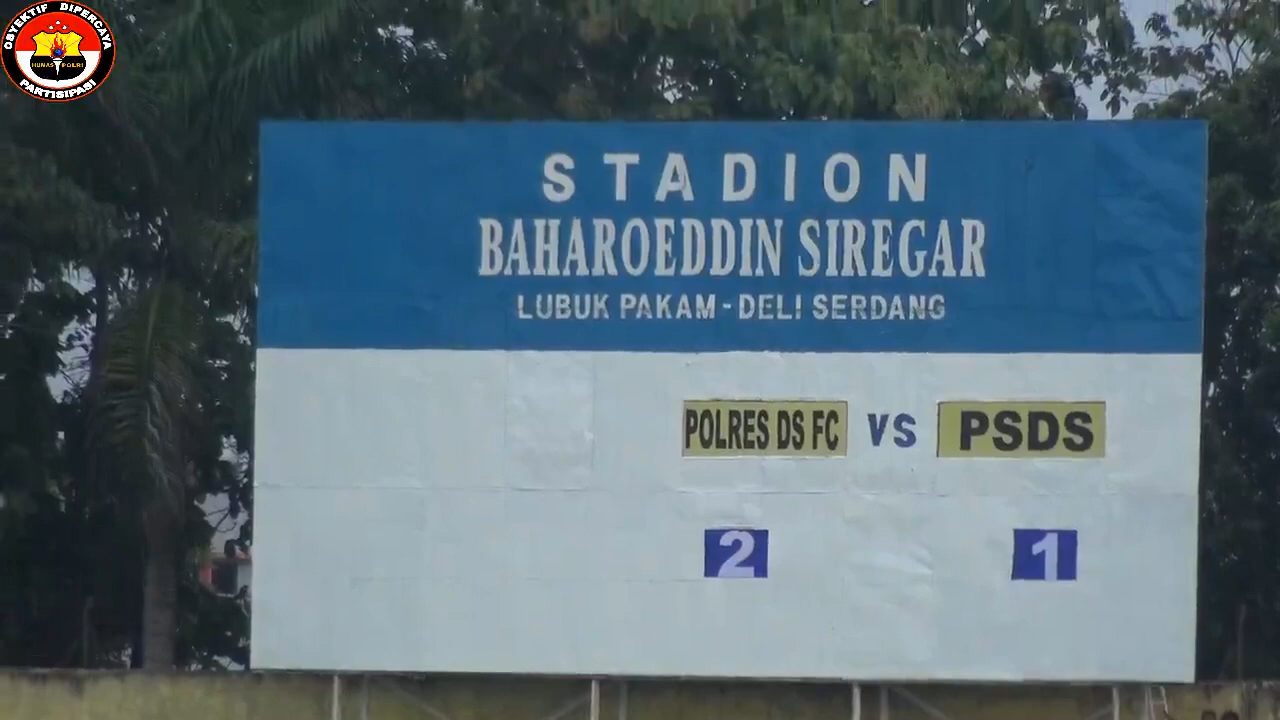 OBYEKTIF DIPERCAYA
HUMAS POLRI
PARTISIPASI
STADION
BAHAROEDDIN SIREGAR
LUBUK PAKAM - DELI SERDANG
POLRES DS FC VS PSDS
2 1